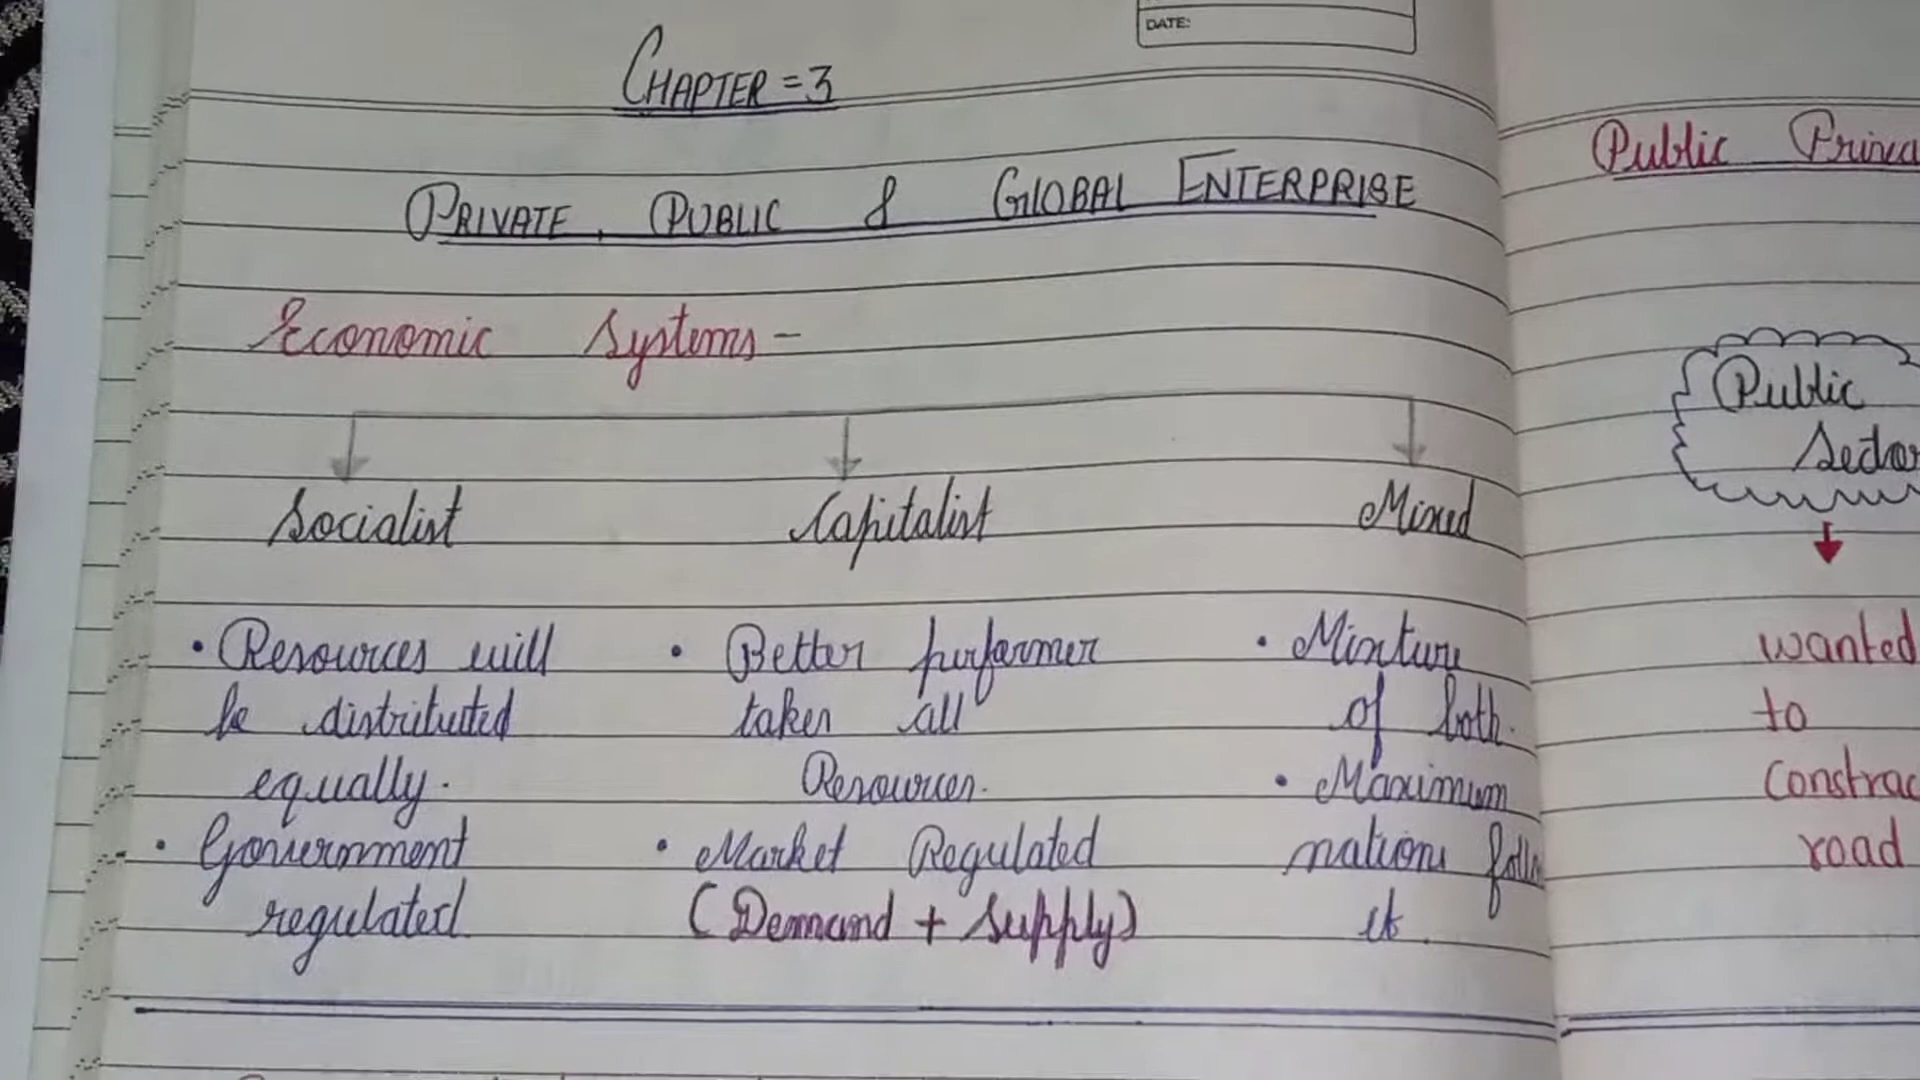 DATE:
CHAPTER = 3
PRIVATE, PUBLIC & GLOBAL ENTERPRISE
Economic Systems -
Socialist
• Resources will
be distributed
equally.
• Government
regulated
Capitalist
• Better performer
takes all
Resources.
• Market Regulated
(Demand + Supply)
Mixed
• Mixture
of both.
• Maximum
nations follow
it.
Public Priva
Public
Sector
wanted
to
Construc
road